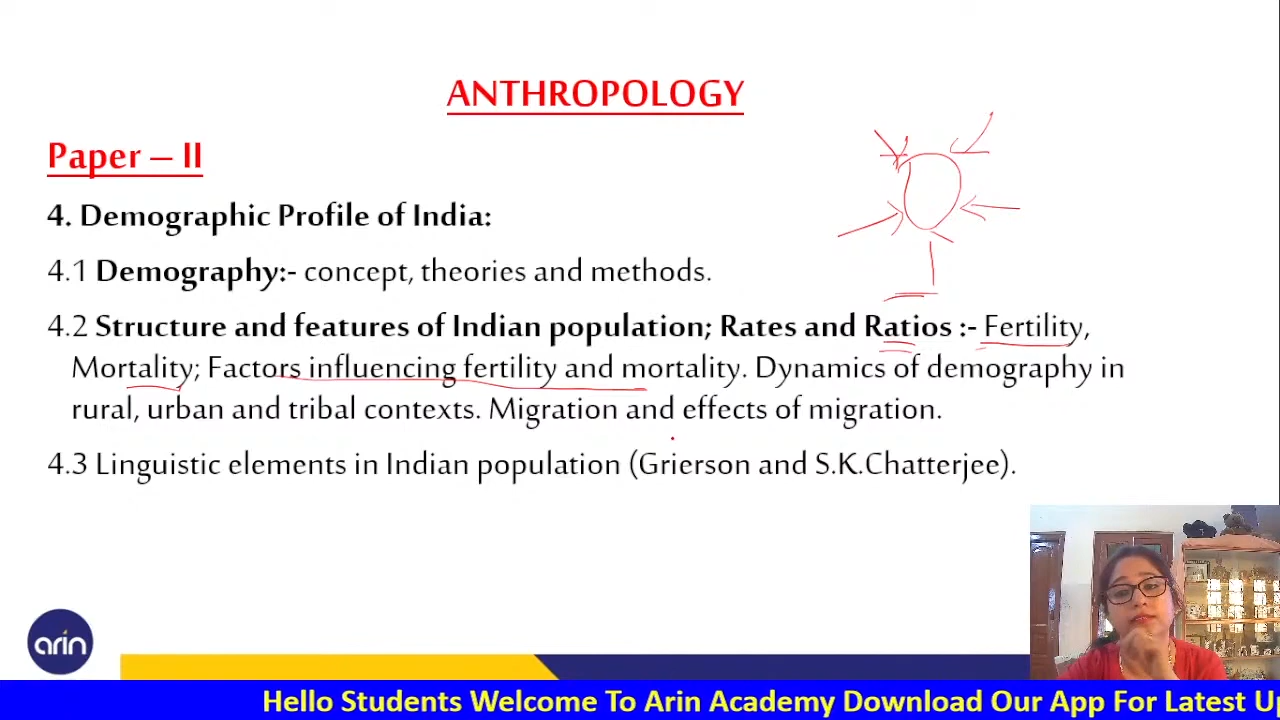 ANTHROPOLOGY
Paper – II
4. Demographic Profile of India:
4.1 Demography:- concept, theories and methods.
4.2 Structure and features of Indian population; Rates and Ratios :- Fertility,
Mortality; Factors influencing fertility and mortality. Dynamics of demography in
rural, urban and tribal contexts. Migration and effects of migration.
4.3 Linguistic elements in Indian population (Grierson and S.K.Chatterjee).
arin
Hello Students Welcome To Arin Academy Download Our App For Latest